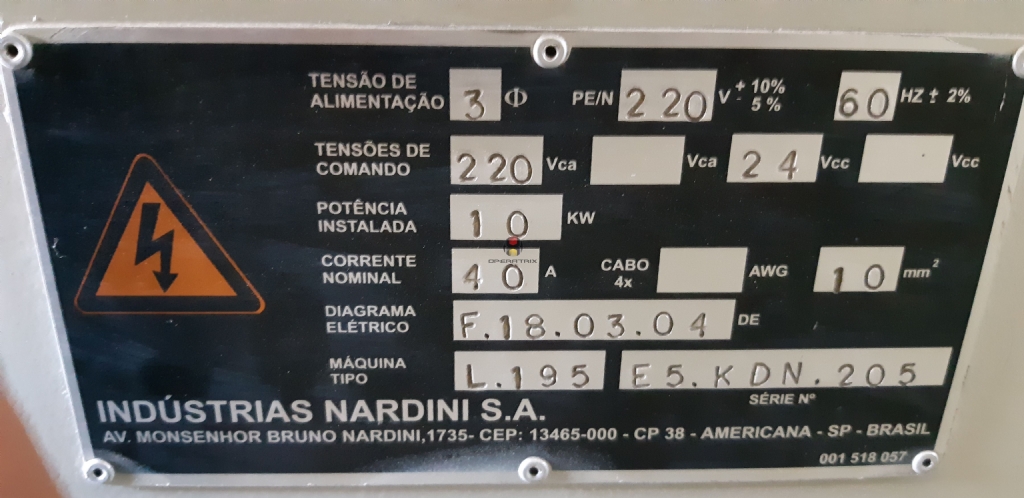 TENSÃO DE ALIMENTAÇÃO 3 Φ PE/N 220 V + 10% - 5 % 60 HZ ± 2%
TENSÕES DE COMANDO 220 Vca Vca 24 Vcc Vcc
POTÊNCIA INSTALADA 10 KW
OPERATRIX
CORRENTE NOMINAL 40 A CABO 4x AWG 10 mm²
DIAGRAMA ELÉTRICO F.18.03.04 DE
MÁQUINA TIPO L.195 E5.KDN.205
SÉRIE Nº
INDÚSTRIAS NARDINI S.A.
AV. MONSENHOR BRUNO NARDINI,1735- CEP: 13465-000 - CP 38 - AMERICANA - SP - BRASIL
001 518 057